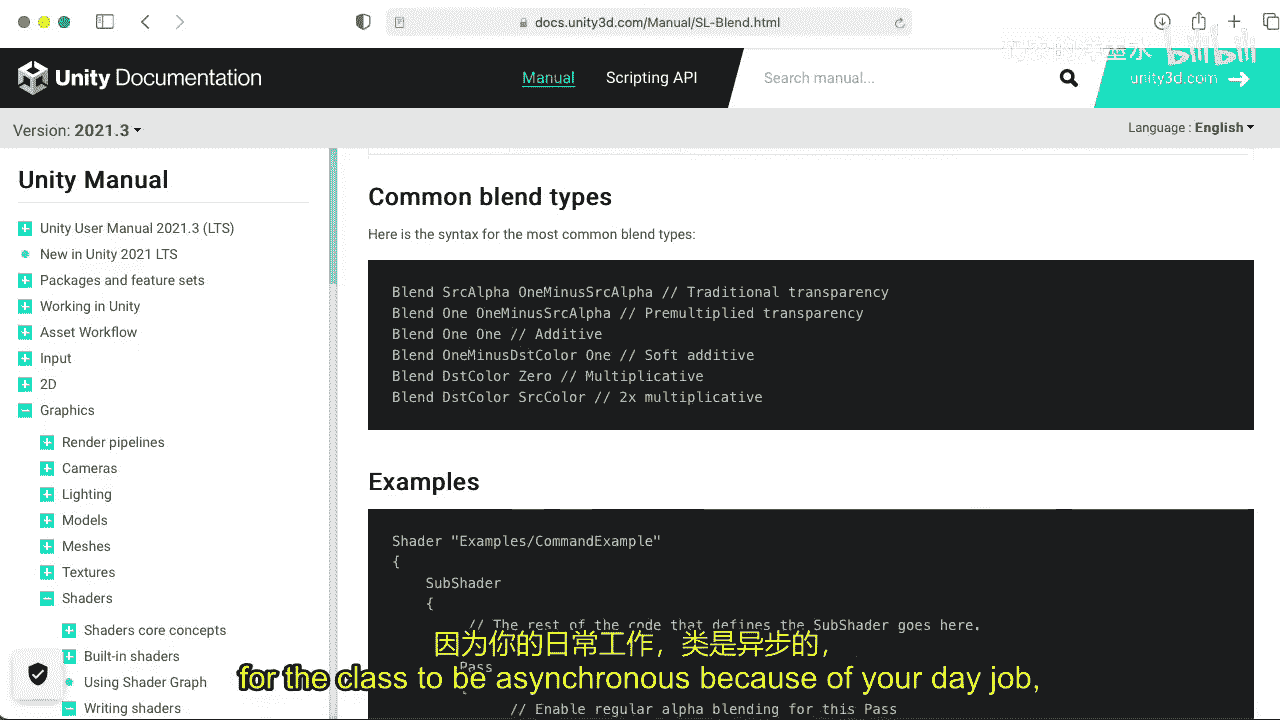 docs.unity3d.com/Manual/SL-Blend.html
Unity Documentation
Manual
Scripting API
Search manual...
unity3d.com
bilibili
Version: 2021.3
Language : English
Unity Manual
Unity User Manual 2021.3 (LTS)
New in Unity 2021 LTS
Packages and feature sets
Working in Unity
Asset Workflow
Input
2D
Graphics
Render pipelines
Cameras
Lighting
Models
Meshes
Textures
Shaders
Shaders core concepts
Built-in shaders
Using Shader Graph
Writing shaders
Common blend types
Here is the syntax for the most common blend types:
Blend SrcAlpha OneMinusSrcAlpha // Traditional transparency
Blend One OneMinusSrcAlpha // Premultiplied transparency
Blend One One // Additive
Blend OneMinusDstColor One // Soft additive
Blend DstColor Zero // Multiplicative
Blend DstColor SrcColor // 2x multiplicative
Examples
Shader "Examples/CommandExample"
{
SubShader
{
// The rest of the code that defines the SubShader goes here.
Pass
{
// Enable regular alpha blending for this Pass
因为你的日常工作，类是异步的，
for the class to be asynchronous because of your day job,